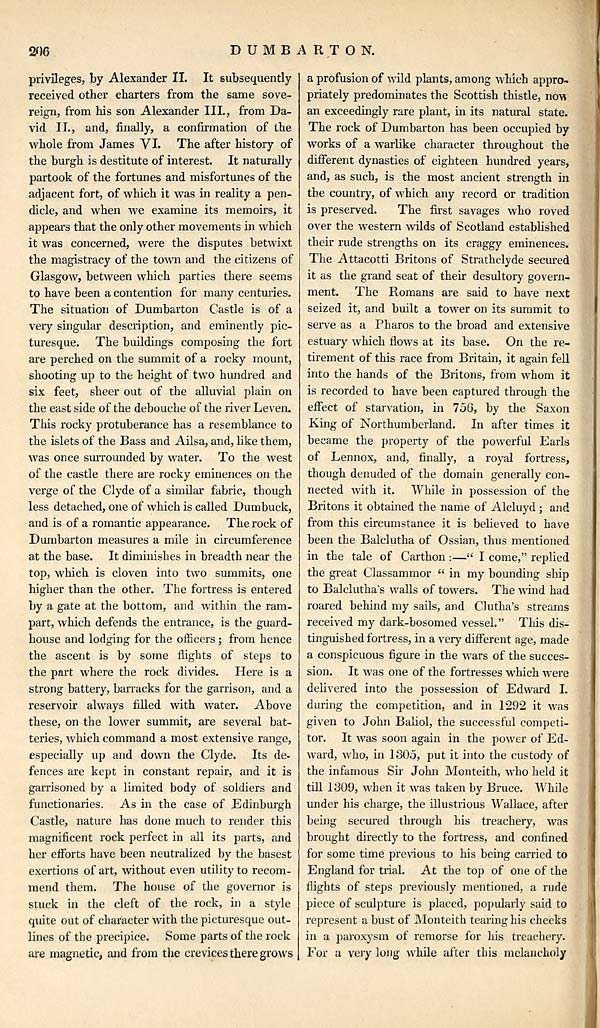 206
DUMBARTON.
privileges, by Alexander II. It subsequently
received other charters from the same sove-
reign, from his son Alexander III., from Da-
vid II., and, finally, a confirmation of the
whole from James VI. The after history of
the burgh is destitute of interest. It naturally
partook of the fortunes and misfortunes of the
adjacent fort, of which it was in reality a pen-
dicle, and when we examine its memoirs, it
appears that the only other movements in which
it was concerned, were the disputes betwixt
the magistracy of the town and the citizens of
Glasgow, between which parties there seems
to have been a contention for many centuries.
The situation of Dumbarton Castle is of a
very singular description, and eminently pic-
turesque. The buildings composing the fort
are perched on the summit of a rocky mount,
shooting up to the height of two hundred and
six feet, sheer out of the alluvial plain on
the east side of the debouche of the river Leven.
This rocky protuberance has a resemblance to
the islets of the Bass and Ailsa, and, like them,
was once surrounded by water. To the west
of the castle there are rocky eminences on the
verge of the Clyde of a similar fabric, though
less detached, one of which is called Dumbuck,
and is of a romantic appearance. The rock of
Dumbarton measures a mile in circumference
at the base. It diminishes in breadth near the
top, which is cloven into two summits, one
higher than the other. The fortress is entered
by a gate at the bottom, and within the ram-
part, which defends the entrance, is the guard-
house and lodging for the officers; from hence
the ascent is by some flights of steps to
the part where the rock divides. Here is a
strong battery, barracks for the garrison, and a
reservoir always filled with water. Above
these, on the lower summit, are several bat-
teries, which command a most extensive range,
especially up and down the Clyde. Its de-
fences are kept in constant repair, and it is
garrisoned by a limited body of soldiers and
functionaries. As in the case of Edinburgh
Castle, nature has done much to render this
magnificent rock perfect in all its parts, and
her efforts have been neutralized by the basest
exertions of art, without even utility to recom-
mend them. The house of the governor is
stuck in the cleft of the rock, in a style
quite out of character with the picturesque out-
lines of the precipice. Some parts of the rock
are magnetic, and from the crevices there grows
a profusion of wild plants, among which appro-
priately predominates the Scottish thistle, now
an exceedingly rare plant, in its natural state.
The rock of Dumbarton has been occupied by
works of a warlike character throughout the
different dynasties of eighteen hundred years,
and, as such, is the most ancient strength in
the country, of which any record or tradition
is preserved. The first savages who roved
over the western wilds of Scotland established
their rude strengths on its craggy eminences.
The Attacotti Britons of Strathclyde secured
it as the grand seat of their desultory govern-
ment. The Romans are said to have next
seized it, and built a tower on its summit to
serve as a Pharos to the broad and extensive
estuary which flows at its base. On the re-
tirement of this race from Britain, it again fell
into the hands of the Britons, from whom it
is recorded to have been captured through the
effect of starvation, in 756, by the Saxon
King of Northumberland. In after times it
became the property of the powerful Earls
of Lennox, and, finally, a royal fortress,
though denuded of the domain generally con-
nected with it. While in possession of the
Britons it obtained the name of Alcluyd; and
from this circumstance it is believed to have
been the Balclutha of Ossian, thus mentioned
in the tale of Carthon:—“ I come,” replied
the great Classammor “ in my bounding ship
to Balclutha's walls of towers. The wind had
roared behind my sails, and Clutha's streams
received my dark-bosomed vessel.” This dis-
tinguished fortress, in a very different age, made
a conspicuous figure in the wars of the succes-
sion. It was one of the fortresses which were
delivered into the possession of Edward I.
during the competition, and in 1292 it was
given to John Baliol, the successful competi-
tor. It was soon again in the power of Ed-
ward, who, in 1305, put it into the custody of
the infamous Sir John Monteith, who held it
till 1309, when it was taken by Bruce. While
under his charge, the illustrious Wallace, after
being secured through his treachery, was
brought directly to the fortress, and confined
for some time previous to his being carried to
England for trial. At the top of one of the
flights of steps previously mentioned, a rude
piece of sculpture is placed, popularly said to
represent a bust of Monteith tearing his cheeks
in a paroxysm of remorse for his treachery.
For a very long while after this melancholy